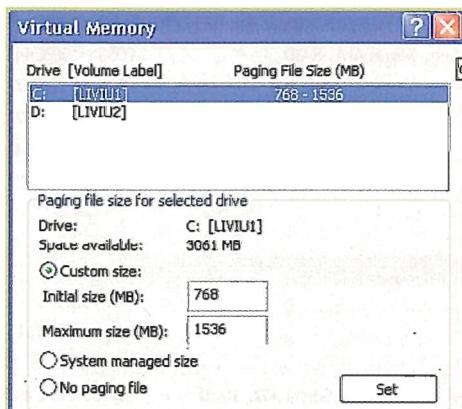 Virtual Memory
Drive [Volume Label] Paging File Size (MB)
C: [LIVIU1] 768 - 1536
D: [LIVIU2]
Paging file size for selected drive
Drive: C: [LIVIU1]
Space available: 3061 MB
Custom size:
Initial size (MB): 768
Maximum size (MB): 1536
System managed size
No paging file Set